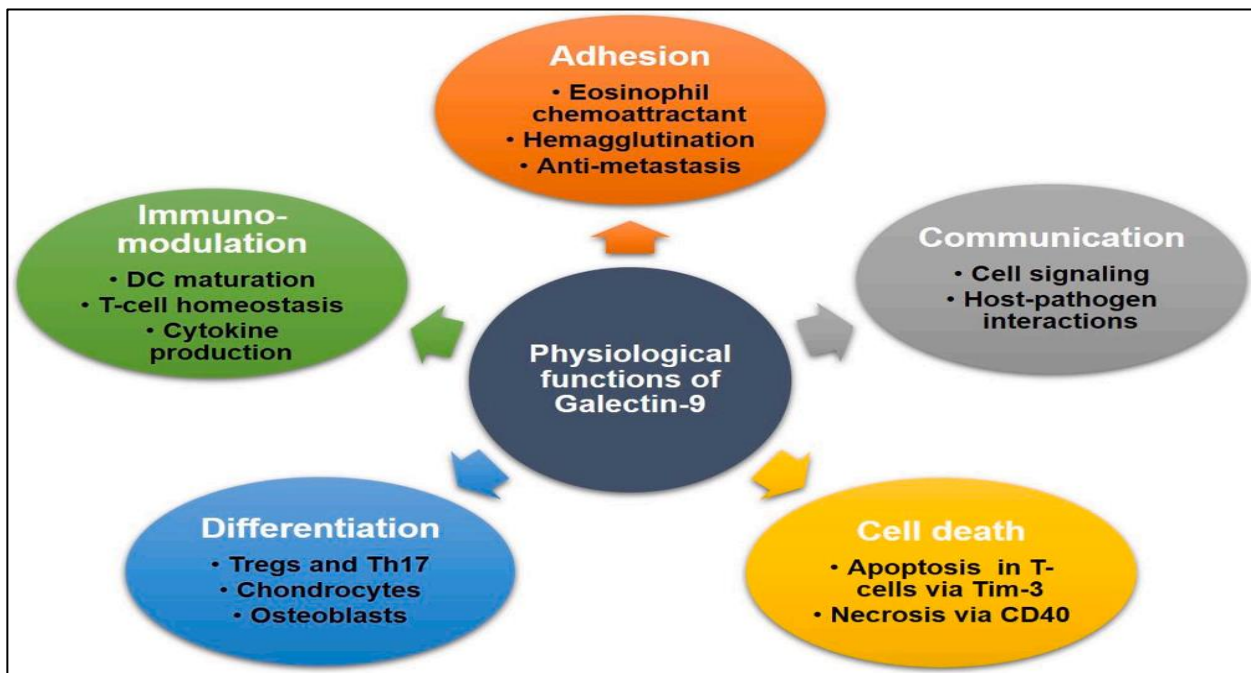 Adhesion
• Eosinophil
chemoattractant
• Hemagglutination
• Anti-metastasis
Immuno-
modulation
• DC maturation
• T-cell homeostasis
• Cytokine
production
Communication
• Cell signaling
• Host-pathogen
interactions
Physiological
functions of
Galectin-9
Differentiation
• Tregs and Th17
• Chondrocytes
• Osteoblasts
Cell death
• Apoptosis in T-
cells via Tim-3
• Necrosis via CD40